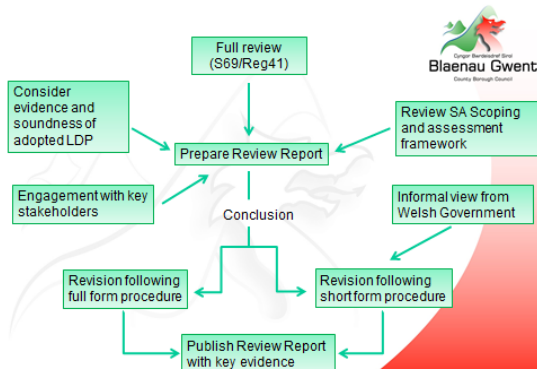 Full review
(S69/Reg41)
Cyngor Bwrdeisdref Sirol
Blaenau Gwent
County Borough Council
Consider
evidence and
soundness of
adopted LDP
Review SA Scoping
and assessment
framework
Prepare Review Report
Engagement with key
stakeholders
Informal view from
Welsh Government
Conclusion
Revision following
full form procedure
Revision following
short form procedure
Publish Review Report
with key evidence